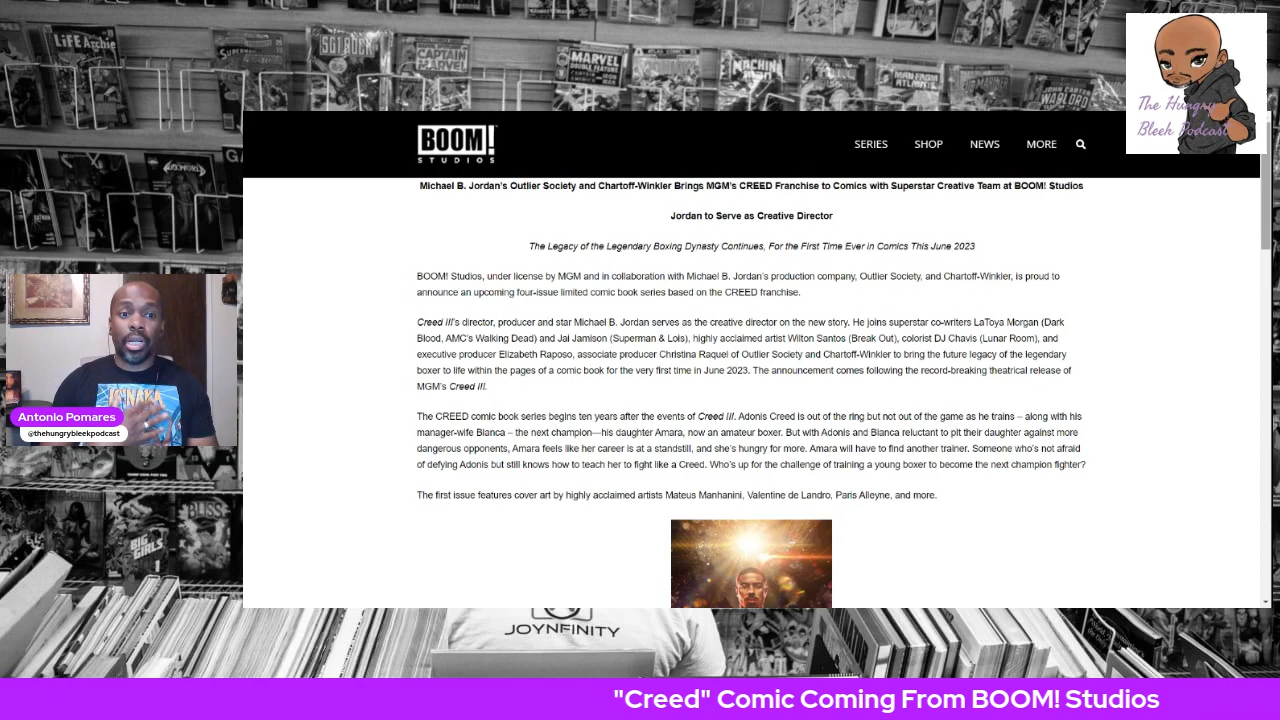 LiFE Archie
SGT ROCK
CAPTAIN MARVEL
MARVEL
DOUBLE FEATURE
MACHINE
MAN FROM ATLANTIS
JOHN CARTER
WARLORD
The Hungry
Bleek Podcast
BOOM!
STUDIOS
SERIES SHOP NEWS MORE
Michael B. Jordan's Outlier Society and Chartoff-Winkler Brings MGM's CREED Franchise to Comics with Superstar Creative Team at BOOM! Studios
Jordan to Serve as Creative Director
The Legacy of the Legendary Boxing Dynasty Continues, For the First Time Ever in Comics This June 2023
BOOM! Studios, under license by MGM and in collaboration with Michael B. Jordan's production company, Outlier Society, and Chartoff-Winkler, is proud to
announce an upcoming four-issue limited comic book series based on the CREED franchise.
Creed III's director, producer and star Michael B. Jordan serves as the creative director on the new story. He joins superstar co-writers LaToya Morgan (Dark
Blood, AMC's Walking Dead) and Jai Jamison (Superman & Lois), highly acclaimed artist Wilton Santos (Break Out), colorist DJ Chavis (Lunar Room), and
executive producer Elizabeth Raposo, associate producer Christina Raquel of Outlier Society and Chartoff-Winkler to bring the future legacy of the legendary
boxer to life within the pages of a comic book for the very first time in June 2023. The announcement comes following the record-breaking theatrical release of
MGM's Creed III.
The CREED comic book series begins ten years after the events of Creed III. Adonis Creed is out of the ring but not out of the game as he trains – along with his
manager-wife Bianca – the next champion—his daughter Amara, now an amateur boxer. But with Adonis and Bianca reluctant to pit their daughter against more
dangerous opponents, Amara feels like her career is at a standstill, and she's hungry for more. Amara will have to find another trainer. Someone who's not afraid
of defying Adonis but still knows how to teach her to fight like a Creed. Who's up for the challenge of training a young boxer to become the next champion fighter?
The first issue features cover art by highly acclaimed artists Mateus Manhanini, Valentine de Landro, Paris Alleyne, and more.
Antonio Pomares
@thehungrybleekpodcast
BIG GIRLS
BLISS
JOYNFINITY
"Creed" Comic Coming From BOOM! Studios